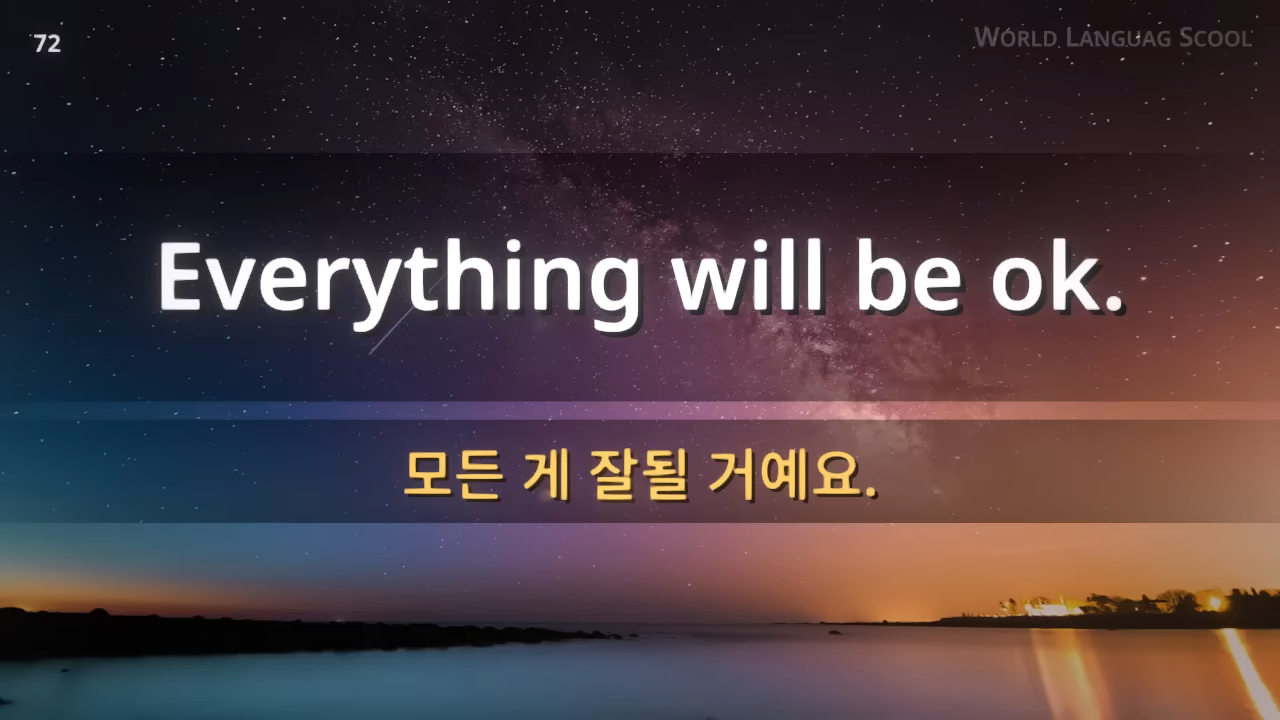 72
World Languag Scool
Everything will be ok.
모든 게 잘될 거예요.